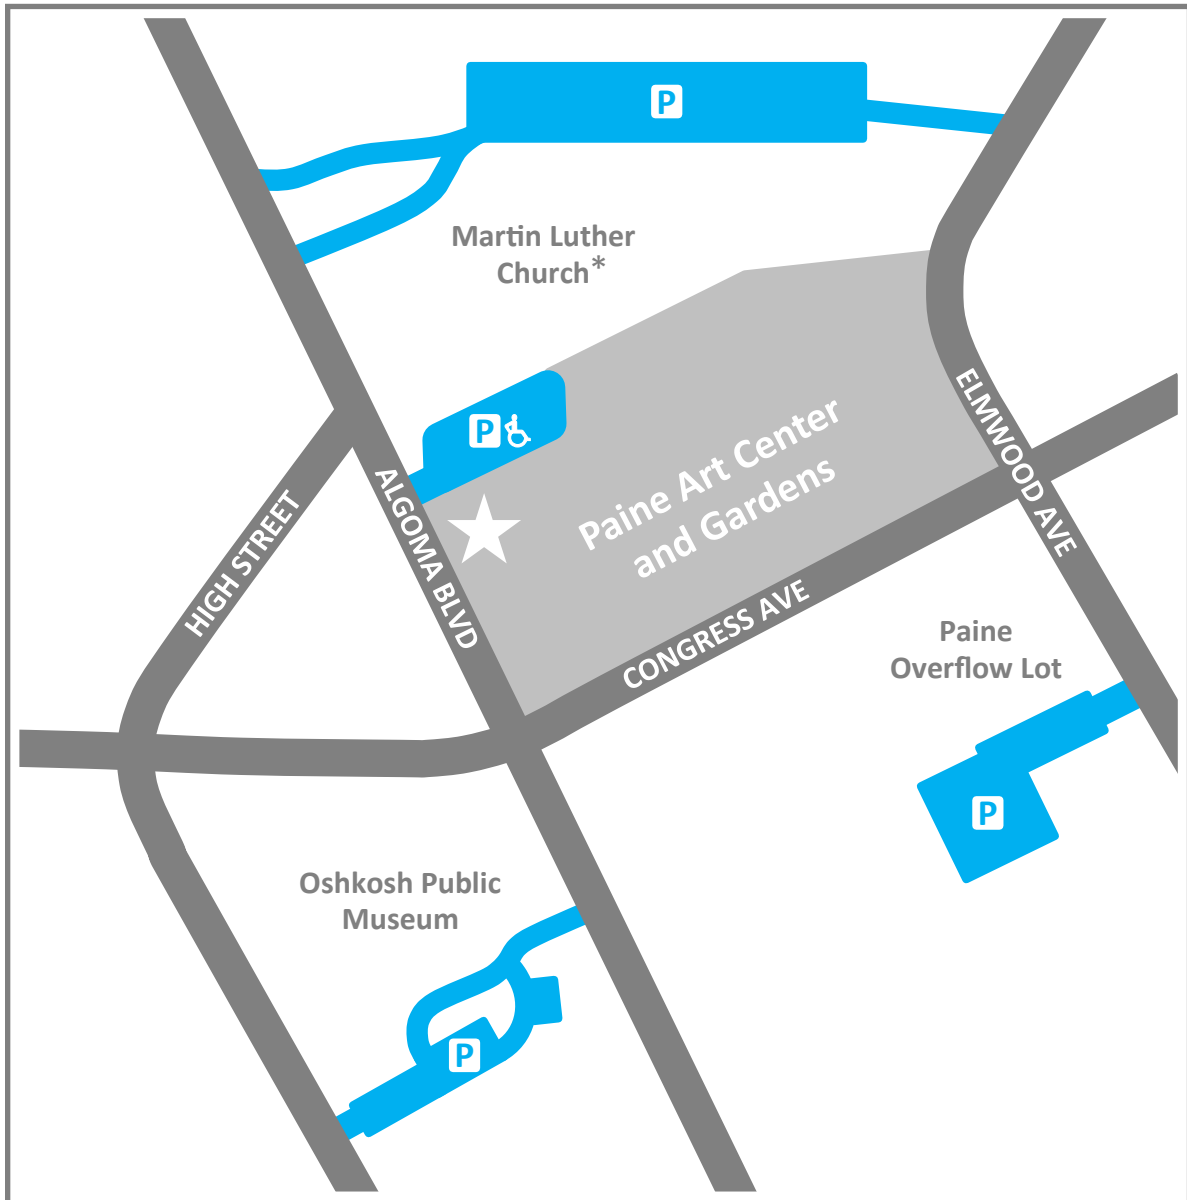 P
Martin Luther
Church*
P
Paine Art Center
and Gardens
ELMWOOD AVE
ALGOMA BLVD
HIGH STREET
CONGRESS AVE
Paine
Overflow Lot
P
Oshkosh Public
Museum
P